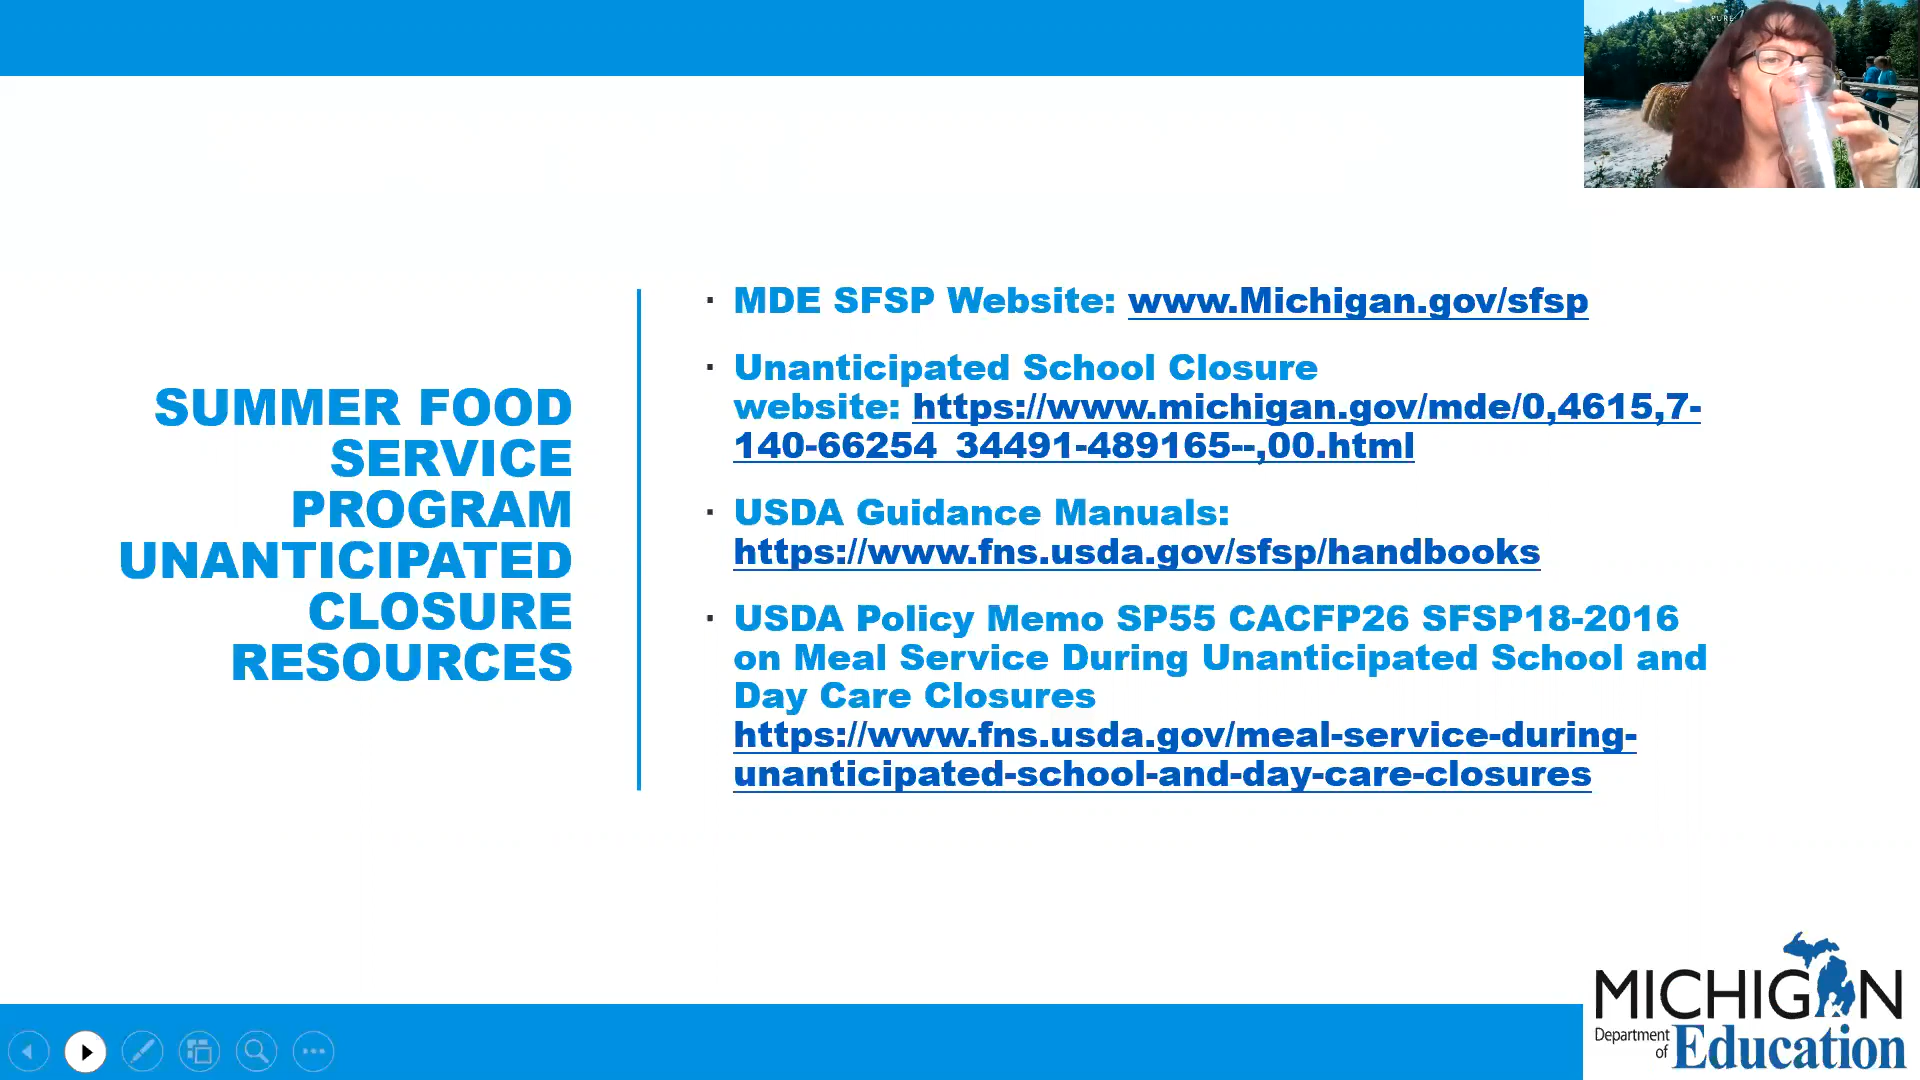 PURE
SUMMER FOOD
SERVICE
PROGRAM
UNANTICIPATED
CLOSURE
RESOURCES
· MDE SFSP Website: www.Michigan.gov/sfsp
· Unanticipated School Closure
website: https://www.michigan.gov/mde/0,4615,7-
140-66254_34491-489165--,00.html
· USDA Guidance Manuals:
https://www.fns.usda.gov/sfsp/handbooks
· USDA Policy Memo SP55 CACFP26 SFSP18-2016
on Meal Service During Unanticipated School and
Day Care Closures
https://www.fns.usda.gov/meal-service-during-
unanticipated-school-and-day-care-closures
MICHIGAN
Department
of Education